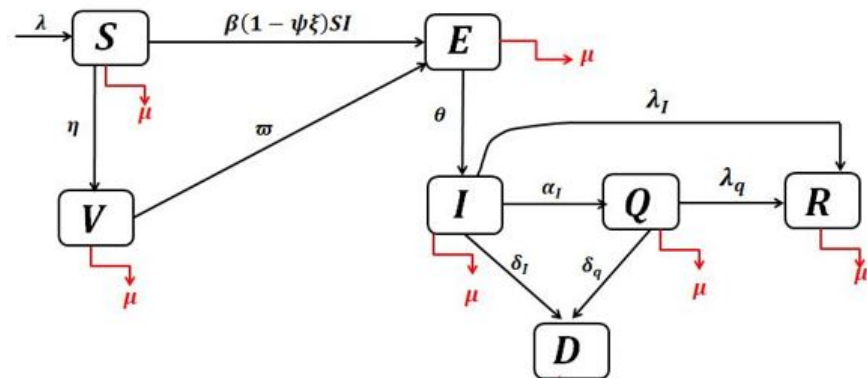 λ
S
β(1 − ψξ)SI
E
μ
μ
η
ϖ
θ
λ_I
V
I
α_I
Q
λ_q
R
μ
μ
δ_I
δ_q
μ
μ
D